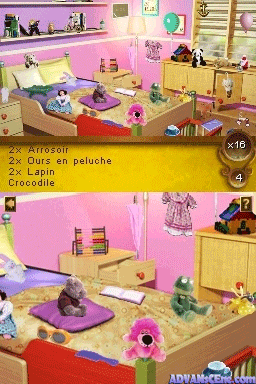 2x Arrosoir
2x Ours en peluche
2x Lapin
Crocodile
x16
4
ADVANsCEne.com